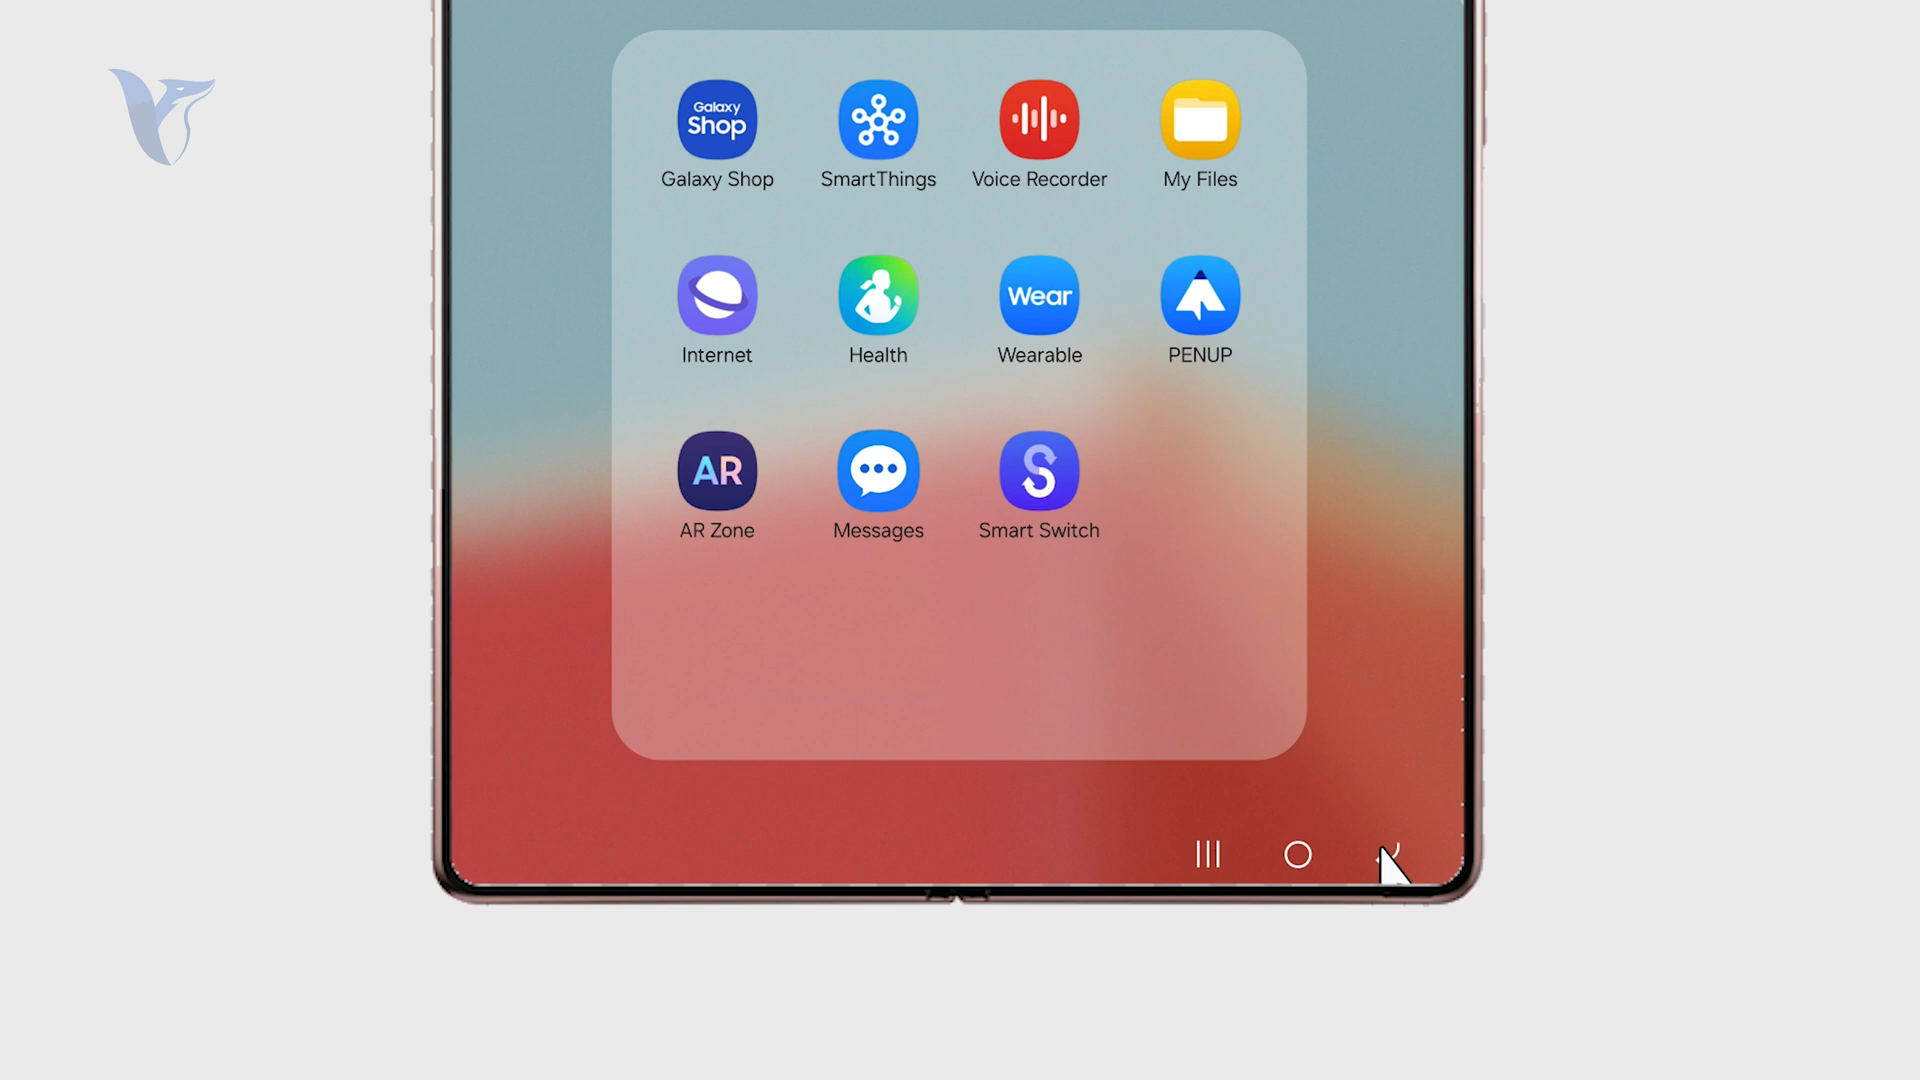 Galaxy
Shop
Galaxy Shop
SmartThings
Voice Recorder
My Files
Internet
Health
Wear
Wearable
PENUP
AR
AR Zone
Messages
S
Smart Switch